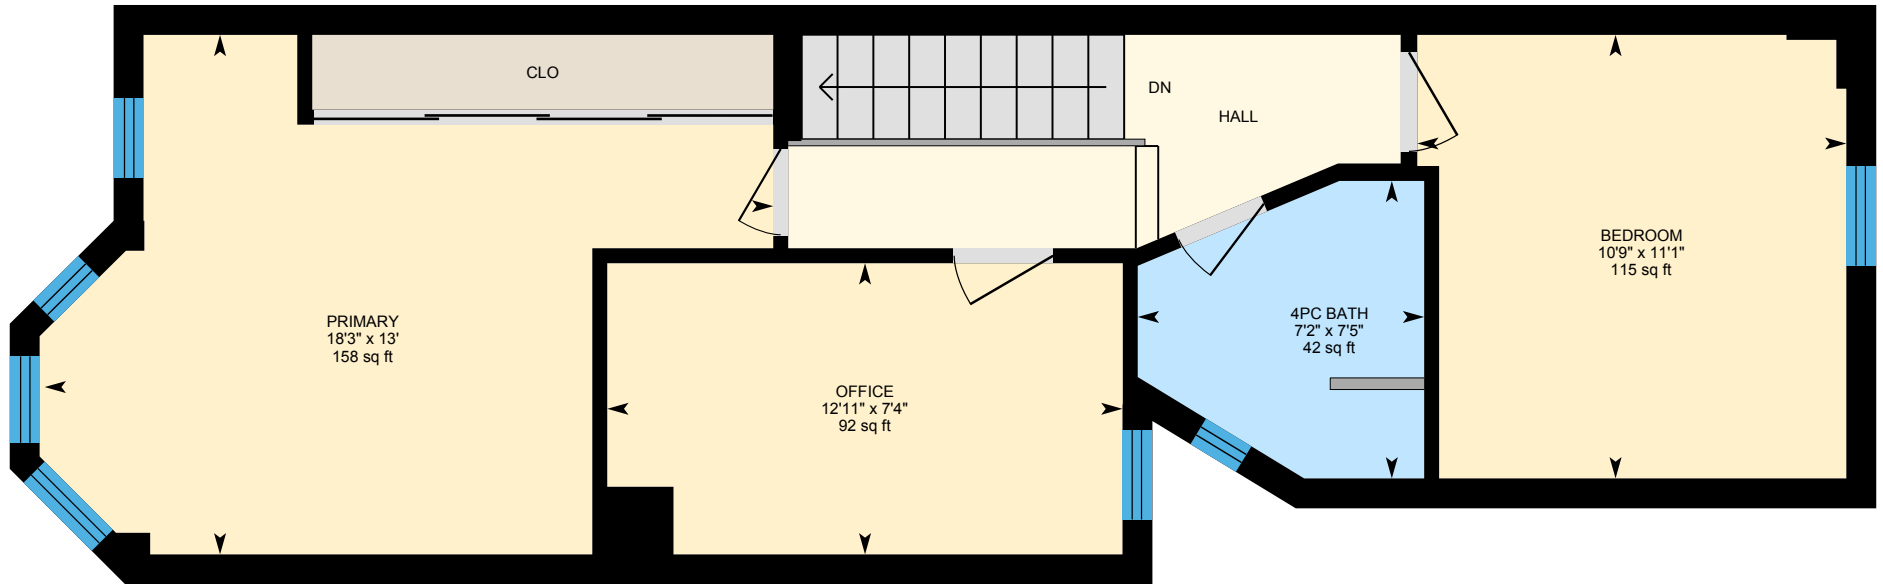 CLO
DN
HALL
PRIMARY
18'3" x 13'
158 sq ft
OFFICE
12'11" x 7'4"
92 sq ft
4PC BATH
7'2" x 7'5"
42 sq ft
BEDROOM
10'9" x 11'1"
115 sq ft